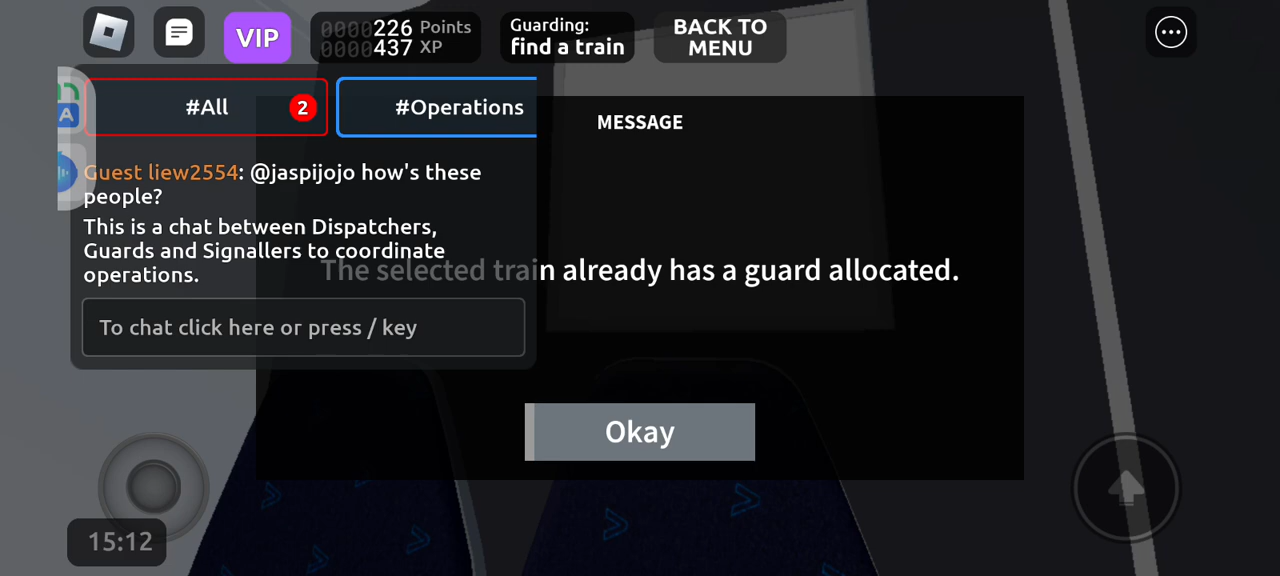 VIP
0000226 Points
0000437 XP
Guarding:
find a train
BACK TO
MENU
#All
2
#Operations
A
MESSAGE
Guest liew2554: @jaspijojo how's these
people?
This is a chat between Dispatchers,
Guards and Signallers to coordinate
operations.
The selected train already has a guard allocated.
To chat click here or press / key
Okay
15:12